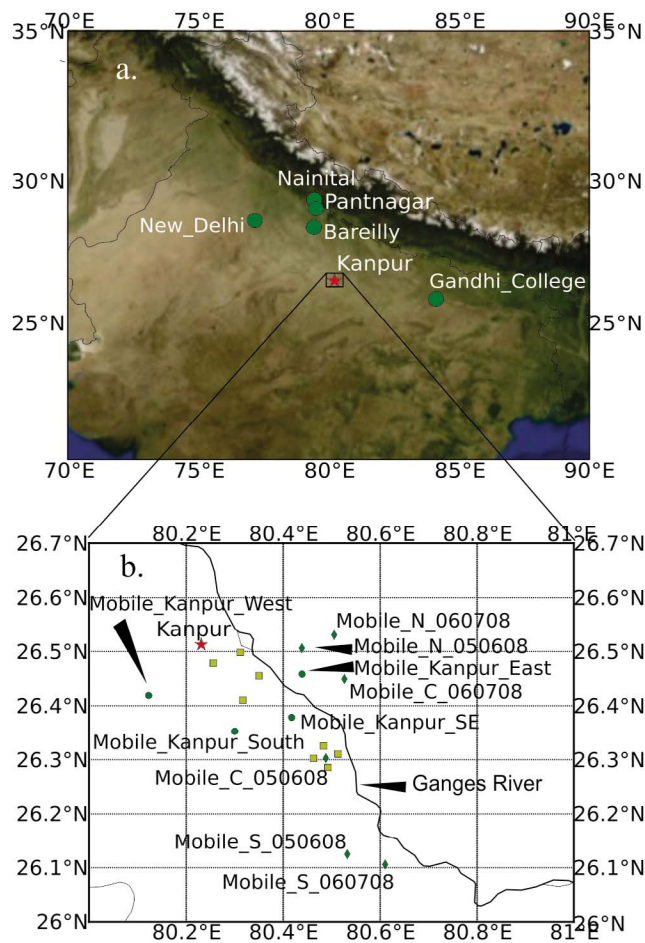 70°E 75°E 80°E 85°E 90°E
35°N 35°N
a.
30°N 30°N
Nainital
Pantnagar
New_Delhi
Bareilly
Kanpur
Gandhi_College
25°N 25°N
70°E 75°E 80°E 85°E 90°E
80.2°E 80.4°E 80.6°E 80.8°E 81°E
26.7°N 26.7°N
b.
26.6°N 26.6°N
Mobile_Kanpur_West
Mobile_N_060708
Kanpur
Mobile_N_050608
26.5°N 26.5°N
Mobile_Kanpur_East
Mobile_C_060708
26.4°N 26.4°N
Mobile_Kanpur_SE
Mobile_Kanpur_South
26.3°N 26.3°N
Mobile_C_050608
Ganges River
26.2°N 26.2°N
Mobile_S_050608
26.1°N 26.1°N
Mobile_S_060708
26°N 26°N
80.2°E 80.4°E 80.6°E 80.8°E 81°E